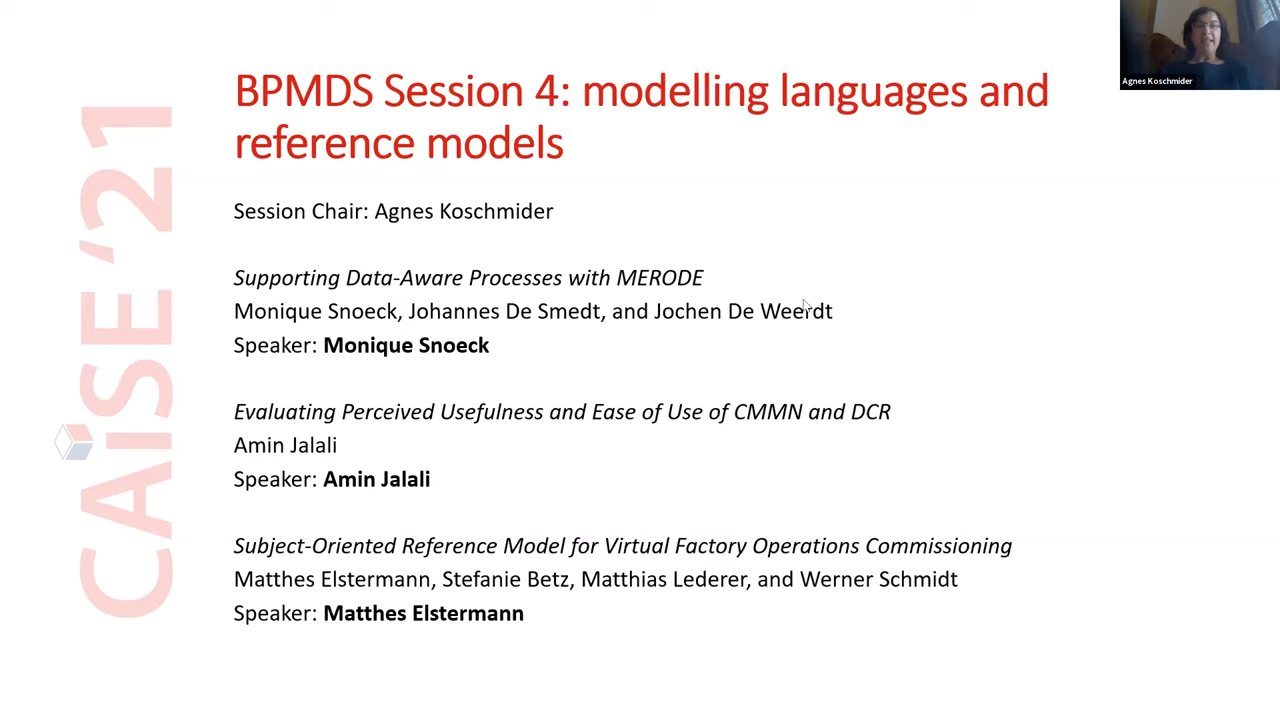 BPMDS Session 4: modelling languages and
reference models
Session Chair: Agnes Koschmider
Supporting Data-Aware Processes with MERODE
Monique Snoeck, Johannes De Smedt, and Jochen De Weerdt
Speaker: Monique Snoeck
Evaluating Perceived Usefulness and Ease of Use of CMMN and DCR
Amin Jalali
Speaker: Amin Jalali
Subject-Oriented Reference Model for Virtual Factory Operations Commissioning
Matthes Elstermann, Stefanie Betz, Matthias Lederer, and Werner Schmidt
Speaker: Matthes Elstermann
CAiSE '21
Agnes Koschmider